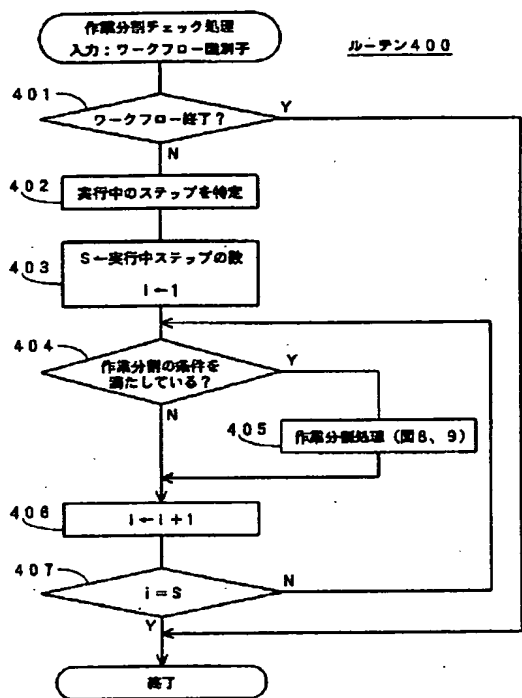 作業分割チェック処理
入力：ワークフロー識別子
ルーチン400
401
ワークフロー終了？
Y
N
402
実行中のステップを特定
403
S←実行中ステップの数
i←1
404
作業分割の条件を
満たしている？
Y
N
405
作業分割処理（図8、9）
406
i←i+1
407
i=S
N
Y
終了